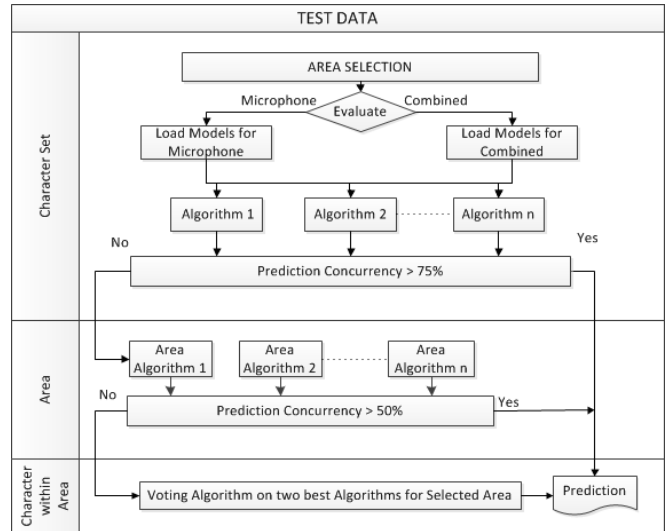 TEST DATA
Character Set
AREA SELECTION
Microphone
Evaluate
Combined
Load Models for
Microphone
Load Models for
Combined
Algorithm 1
Algorithm 2
Algorithm n
No
Yes
Prediction Concurrency > 75%
Area
Area
Algorithm 1
Area
Algorithm 2
Area
Algorithm n
No
Yes
Prediction Concurrency > 50%
Character
within
Area
Voting Algorithm on two best Algorithms for Selected Area
Prediction